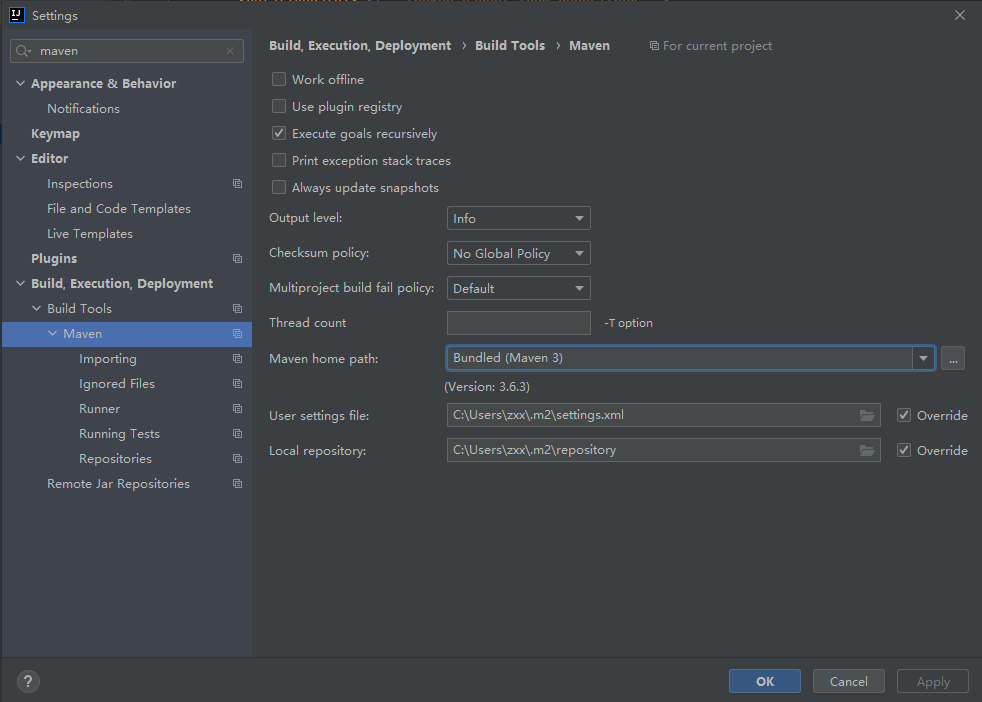 Settings
maven
Appearance & Behavior
Notifications
Keymap
Editor
Inspections
File and Code Templates
Live Templates
Plugins
Build, Execution, Deployment
Build Tools
Maven
Importing
Ignored Files
Runner
Running Tests
Repositories
Remote Jar Repositories
Build, Execution, Deployment › Build Tools › Maven For current project
Work offline
Use plugin registry
Execute goals recursively
Print exception stack traces
Always update snapshots
Output level: Info
Checksum policy: No Global Policy
Multiproject build fail policy: Default
Thread count -T option
Maven home path: Bundled (Maven 3) ...
(Version: 3.6.3)
User settings file: C:\Users\zxx\.m2\settings.xml Override
Local repository: C:\Users\zxx\.m2\repository Override
? OK Cancel Apply